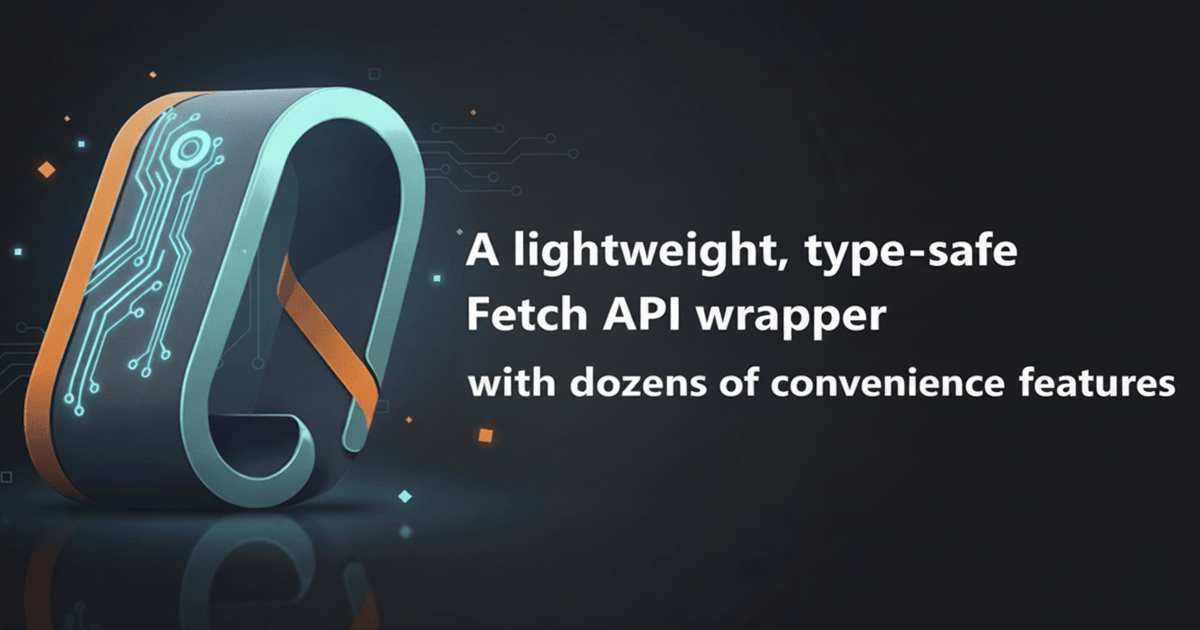 A lightweight, type-safe
Fetch API wrapper
with dozens of convenience features